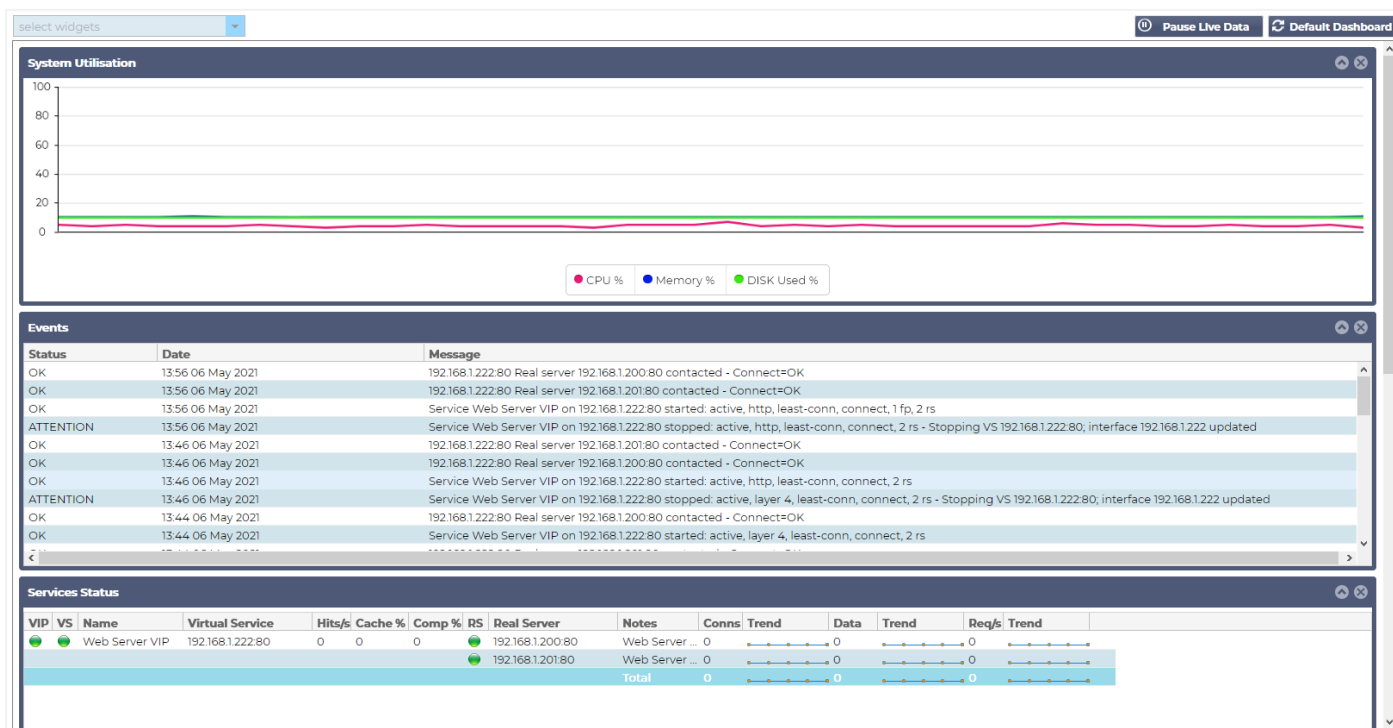 select widgets
Pause Live Data
Default Dashboard
System Utilisation
100
80
60
40
20
0
CPU % Memory % DISK Used %
Events
Status Date Message
OK 13:56 06 May 2021 192.168.1.222:80 Real server 192.168.1.200:80 contacted - Connect=OK
OK 13:56 06 May 2021 192.168.1.222:80 Real server 192.168.1.201:80 contacted - Connect=OK
OK 13:56 06 May 2021 Service Web Server VIP on 192.168.1.222:80 started: active, http, least-conn, connect, 1 fp, 2 rs
ATTENTION 13:56 06 May 2021 Service Web Server VIP on 192.168.1.222:80 stopped: active, http, least-conn, connect, 2 rs - Stopping VS 192.168.1.222:80; interface 192.168.1.222 updated
OK 13:46 06 May 2021 192.168.1.222:80 Real server 192.168.1.201:80 contacted - Connect=OK
OK 13:46 06 May 2021 192.168.1.222:80 Real server 192.168.1.200:80 contacted - Connect=OK
OK 13:46 06 May 2021 Service Web Server VIP on 192.168.1.222:80 started: active, http, least-conn, connect, 2 rs
ATTENTION 13:46 06 May 2021 Service Web Server VIP on 192.168.1.222:80 stopped: active, layer 4, least-conn, connect, 2 rs - Stopping VS 192.168.1.222:80; interface 192.168.1.222 updated
OK 13:44 06 May 2021 192.168.1.222:80 Real server 192.168.1.200:80 contacted - Connect=OK
OK 13:44 06 May 2021 Service Web Server VIP on 192.168.1.222:80 started: active, layer 4, least-conn, connect, 2 rs
Services Status
VIP VS Name Virtual Service Hits/s Cache % Comp % RS Real Server Notes Conns Trend Data Trend Req/s Trend
Web Server VIP 192.168.1.222:80 0 0 0 192.168.1.200:80 Web Server ... 0 0 0
192.168.1.201:80 Web Server ... 0 0 0
Total 0 0 0